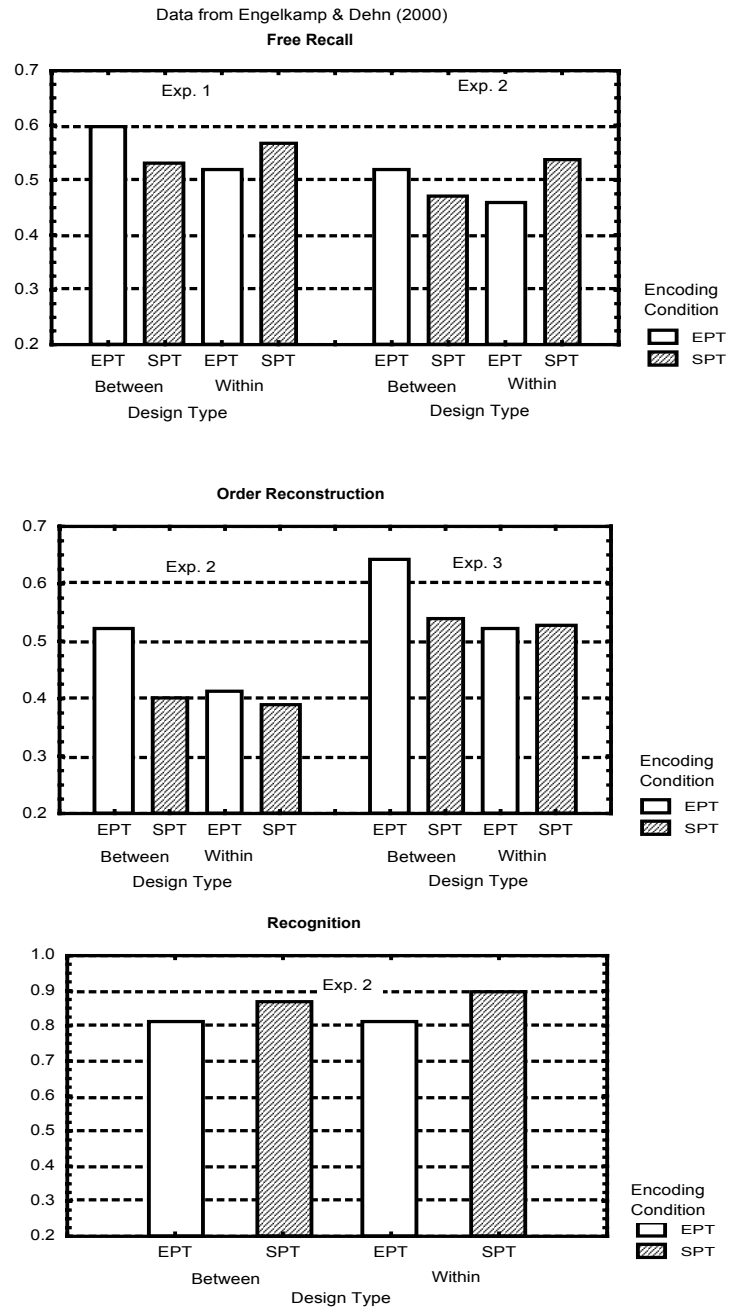 Data from Engelkamp & Dehn (2000)
Free Recall
0.7
Exp. 1 Exp. 2
0.6
0.5
0.4
0.3
0.2
Encoding
Condition
EPT
SPT
EPT SPT EPT SPT EPT SPT EPT SPT
Between Within Between Within
Design Type Design Type
Order Reconstruction
0.7
Exp. 2 Exp. 3
0.6
0.5
0.4
0.3
0.2
Encoding
Condition
EPT
SPT
EPT SPT EPT SPT EPT SPT EPT SPT
Between Within Between Within
Design Type Design Type
Recognition
1.0
Exp. 2
0.9
0.8
0.7
0.6
0.5
0.4
0.3
0.2
Encoding
Condition
EPT
SPT
EPT SPT EPT SPT
Between Within
Design Type